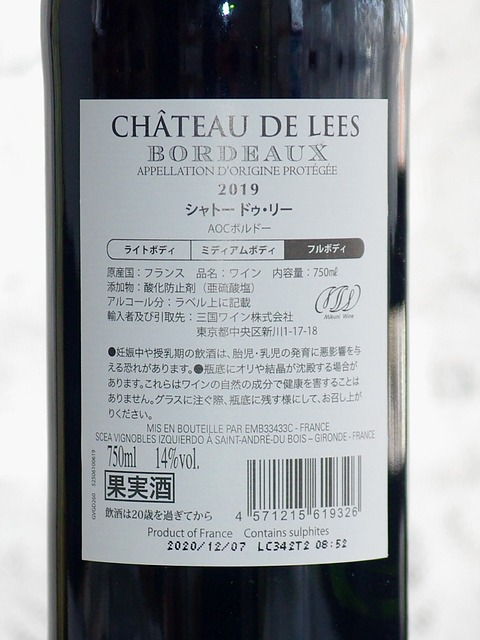 CHÂTEAU DE LEES
BORDEAUX
APPELLATION D'ORIGINE PROTÉGÉE
2019
シャトー ドゥ・リー
AOCボルドー
ライトボディ ミディアムボディ フルボディ
原産国：フランス 品名：ワイン 内容量：750㎖
添加物：酸化防止剤（亜硫酸塩）
アルコール分：ラベル上に記載
輸入者及び引取先：三国ワイン株式会社
東京都中央区新川1-17-18
Mikuni Wine
●妊娠中や授乳期の飲酒は、胎児・乳児の発育に悪影響を与
える恐れがあります。●瓶底にオリや結晶が沈殿する場合が
あります。これらはワインの自然の成分で健康を害することは
ありません。グラスに注ぐ際、瓶底に残す様にして、お召し上が
りください。
MIS EN BOUTEILLE PAR EMB33433C - FRANCE
SCEA VIGNOBLES IZQUIERDO À SAINT-ANDRÉ-DU BOIS – GIRONDE - FRANCE
750ml 14%vol.
果実酒
飲酒は20歳を過ぎてから
4 571215 619326
Product of France Contains sulphites
2020/12/07 LC342T2 08:52